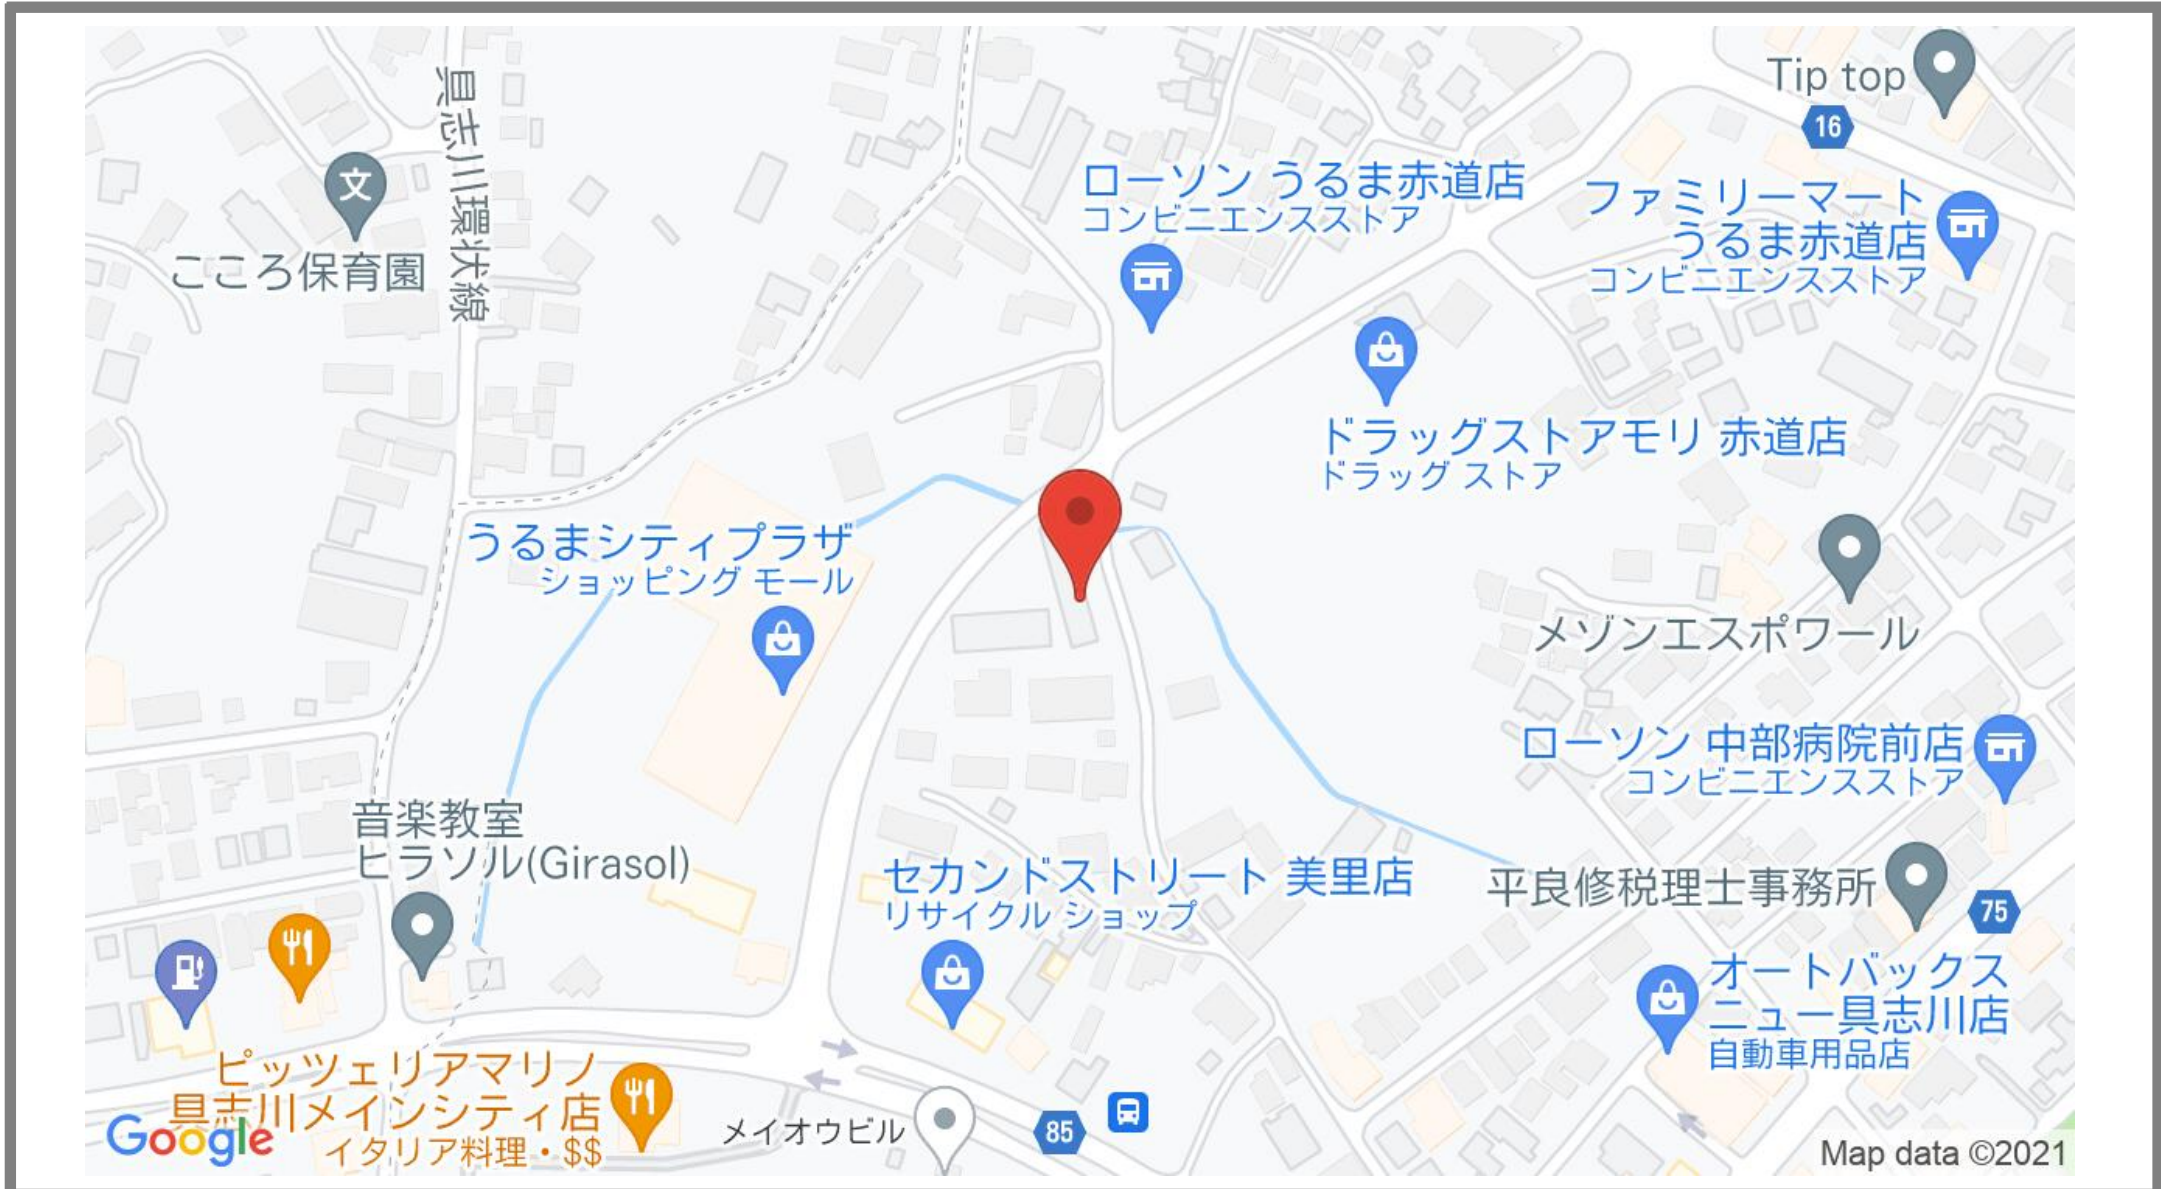 Tip top
16
具志川環状線
文
こころ保育園
ローソン うるま赤道店
コンビニエンスストア
ファミリーマート
うるま赤道店
コンビニエンスストア
ドラッグストアモリ 赤道店
ドラッグ ストア
うるまシティプラザ
ショッピング モール
メゾンエスポワール
ローソン 中部病院前店
コンビニエンスストア
音楽教室
ヒラソル(Girasol)
セカンドストリート 美里店
リサイクル ショップ
平良修税理士事務所
75
オートバックス
ニュー具志川店
自動車用品店
ピッツェリアマリノ
具志川メインシティ店
イタリア料理・$$
メイオウビル
85
Google
Map data ©2021